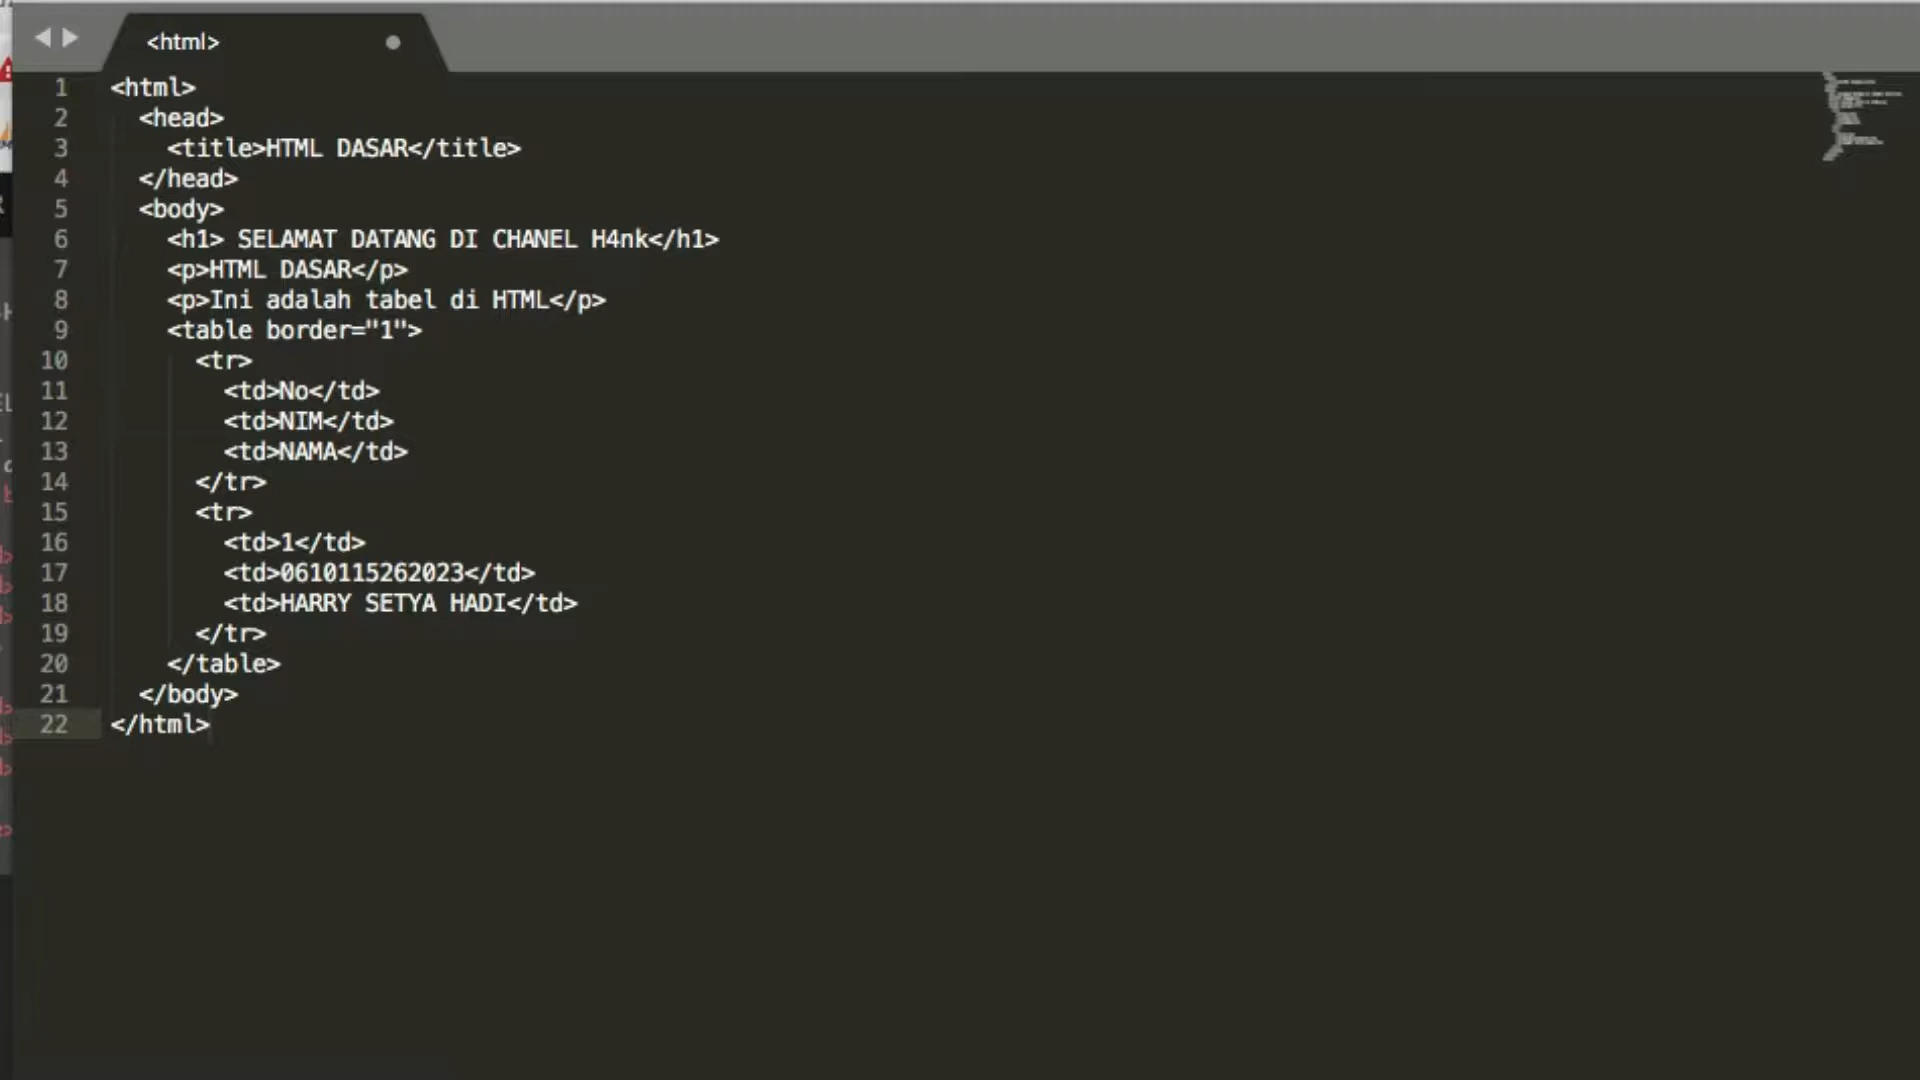 <html>
1 <html>
2 <head>
3 <title>HTML DASAR</title>
4 </head>
5 <body>
6 <h1> SELAMAT DATANG DI CHANEL H4nk</h1>
7 <p>HTML DASAR</p>
8 <p>Ini adalah tabel di HTML</p>
9 <table border="1">
10 <tr>
11 <td>No</td>
12 <td>NIM</td>
13 <td>NAMA</td>
14 </tr>
15 <tr>
16 <td>1</td>
17 <td>0610115262023</td>
18 <td>HARRY SETYA HADI</td>
19 </tr>
20 </table>
21 </body>
22 </html>